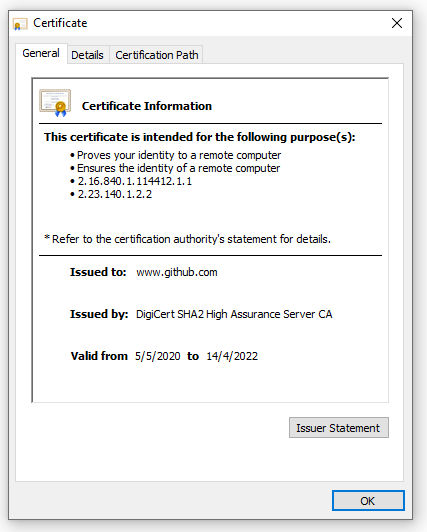 Certificate
General Details Certification Path
Certificate Information
This certificate is intended for the following purpose(s):
• Proves your identity to a remote computer
• Ensures the identity of a remote computer
• 2.16.840.1.114412.1.1
• 2.23.140.1.2.2
* Refer to the certification authority's statement for details.
Issued to: www.github.com
Issued by: DigiCert SHA2 High Assurance Server CA
Valid from 5/5/2020 to 14/4/2022
Issuer Statement
OK